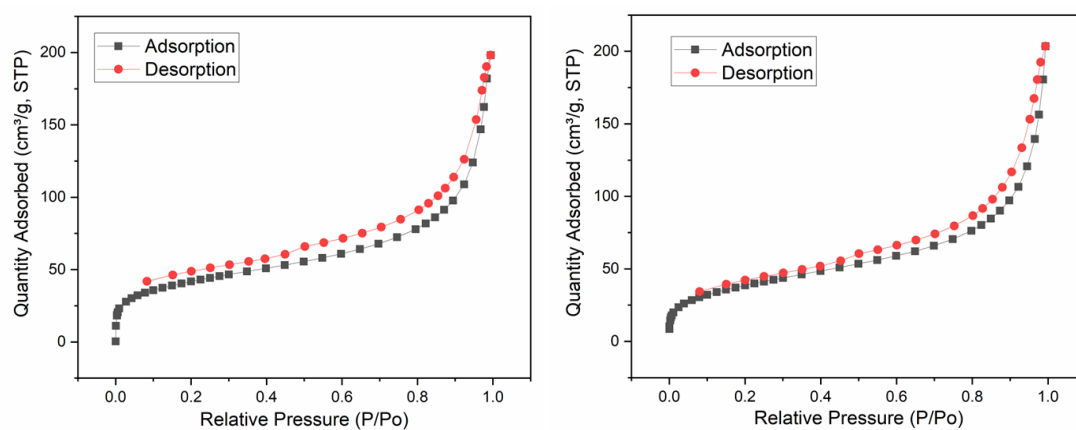 Adsorption
Desorption
Quantity Adsorbed (cm³/g, STP)
200
150
100
50
0
0.0 0.2 0.4 0.6 0.8 1.0
Relative Pressure (P/Po)
Adsorption
Desorption
Quantity Adsorbed (cm³/g, STP)
200
150
100
50
0
0.0 0.2 0.4 0.6 0.8 1.0
Relative Pressure (P/Po)